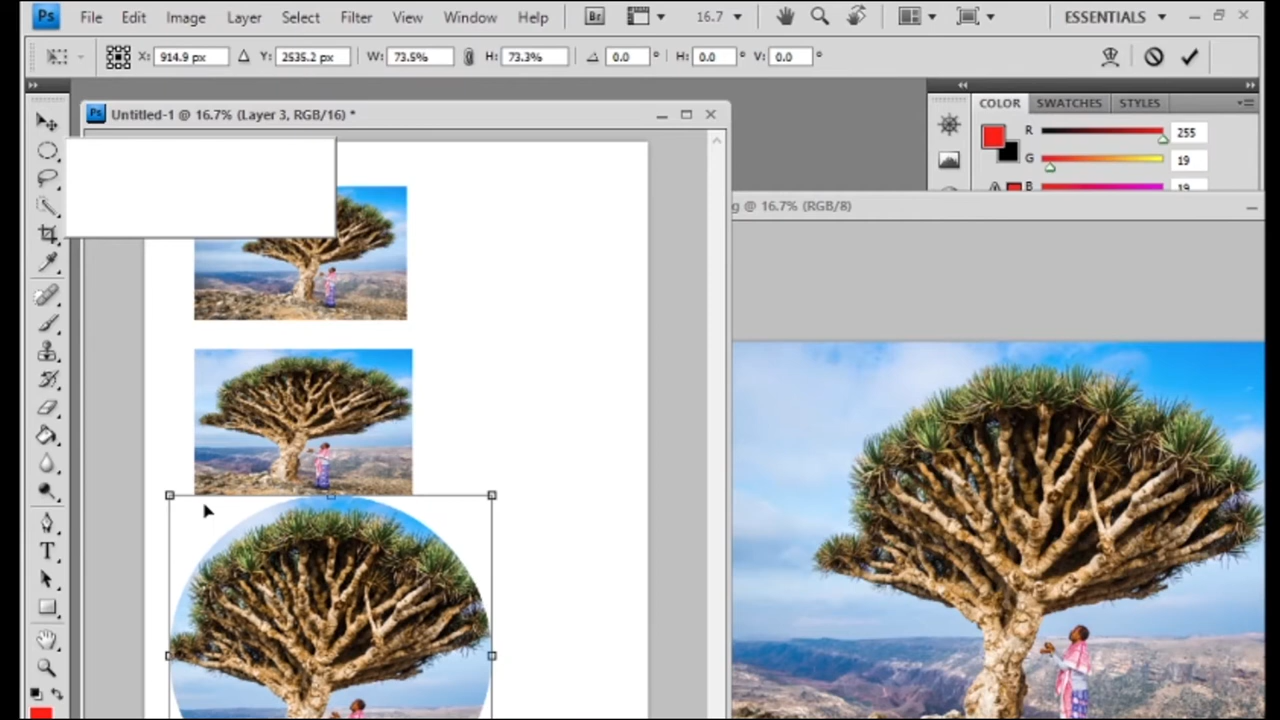 Ps File Edit Image Layer Select Filter View Window Help Br 16.7 ESSENTIALS
X: 914.9 px Y: 2535.2 px W: 73.5% H: 73.3% 0.0 ° H: 0.0 ° V: 0.0 °
COLOR SWATCHES STYLES
Ps Untitled-1 @ 16.7% (Layer 3, RGB/16) *
R 255
G 19
B 19
g @ 16.7% (RGB/8)
T